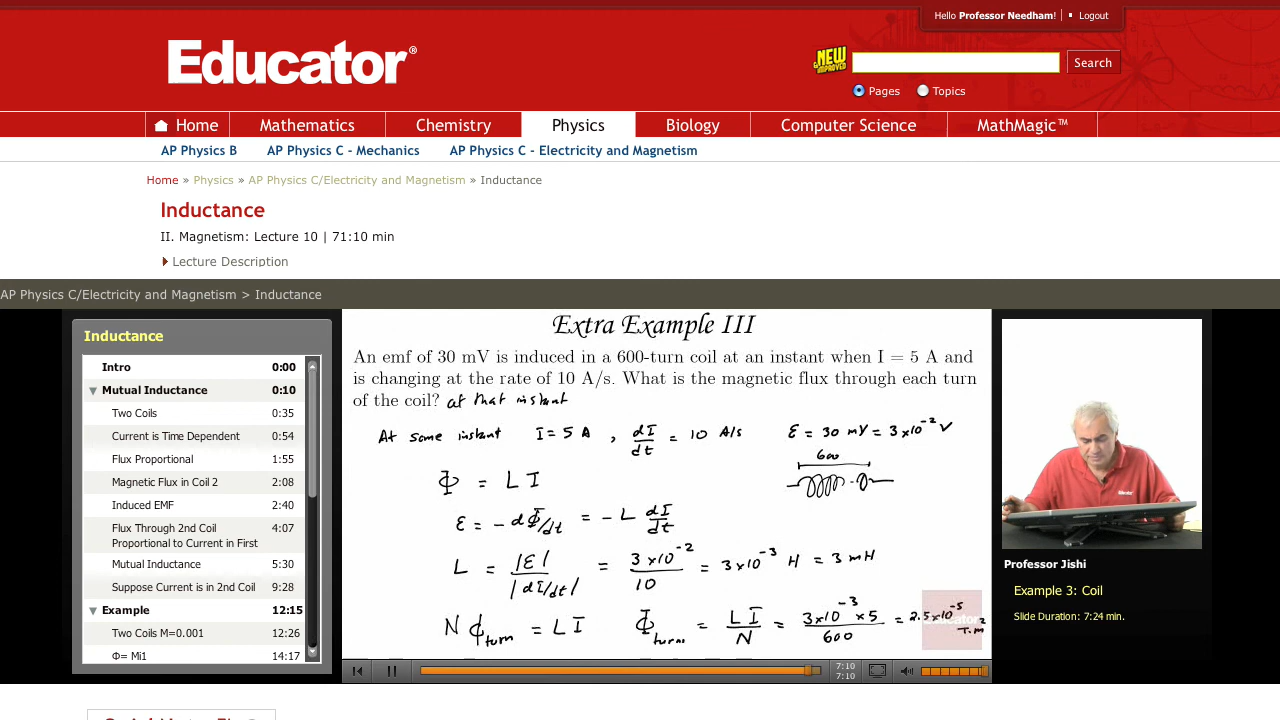 Hello Professor Needham! | ▪ Logout
Educator®
NEW & IMPROVED
Search
Pages Topics
Home Mathematics Chemistry Physics Biology Computer Science MathMagic™
AP Physics B AP Physics C - Mechanics AP Physics C - Electricity and Magnetism
Home » Physics » AP Physics C/Electricity and Magnetism » Inductance
Inductance
II. Magnetism: Lecture 10 | 71:10 min
Lecture Description
AP Physics C/Electricity and Magnetism > Inductance
Inductance
Intro 0:00
Mutual Inductance 0:10
Two Coils 0:35
Current is Time Dependent 0:54
Flux Proportional 1:55
Magnetic Flux in Coil 2 2:08
Induced EMF 2:40
Flux Through 2nd Coil 4:07
Proportional to Current in First
Mutual Inductance 5:30
Suppose Current is in 2nd Coil 9:28
Example 12:15
Two Coils M=0.001 12:26
Φ= Mi1 14:17
Extra Example III
An emf of 30 mV is induced in a 600-turn coil at an instant when I = 5 A and
is changing at the rate of 10 A/s. What is the magnetic flux through each turn
of the coil? at that instant
At some instant I = 5 A , dI/dt = 10 A/s ε = 30 mV = 3×10⁻² V
600
Φ = L I
ε = - dΦ/dt = - L dI/dt
L = |ε| / |dI/dt| = 3×10⁻² / 10 = 3×10⁻³ H = 3 mH
N Φturn = L I Φturn = L I / N = 3×10⁻³ × 5 / 600 = 2.5×10⁻⁵ T.m²
7:10
7:10
Professor Jishi
Example 3: Coil
Slide Duration: 7:24 min.